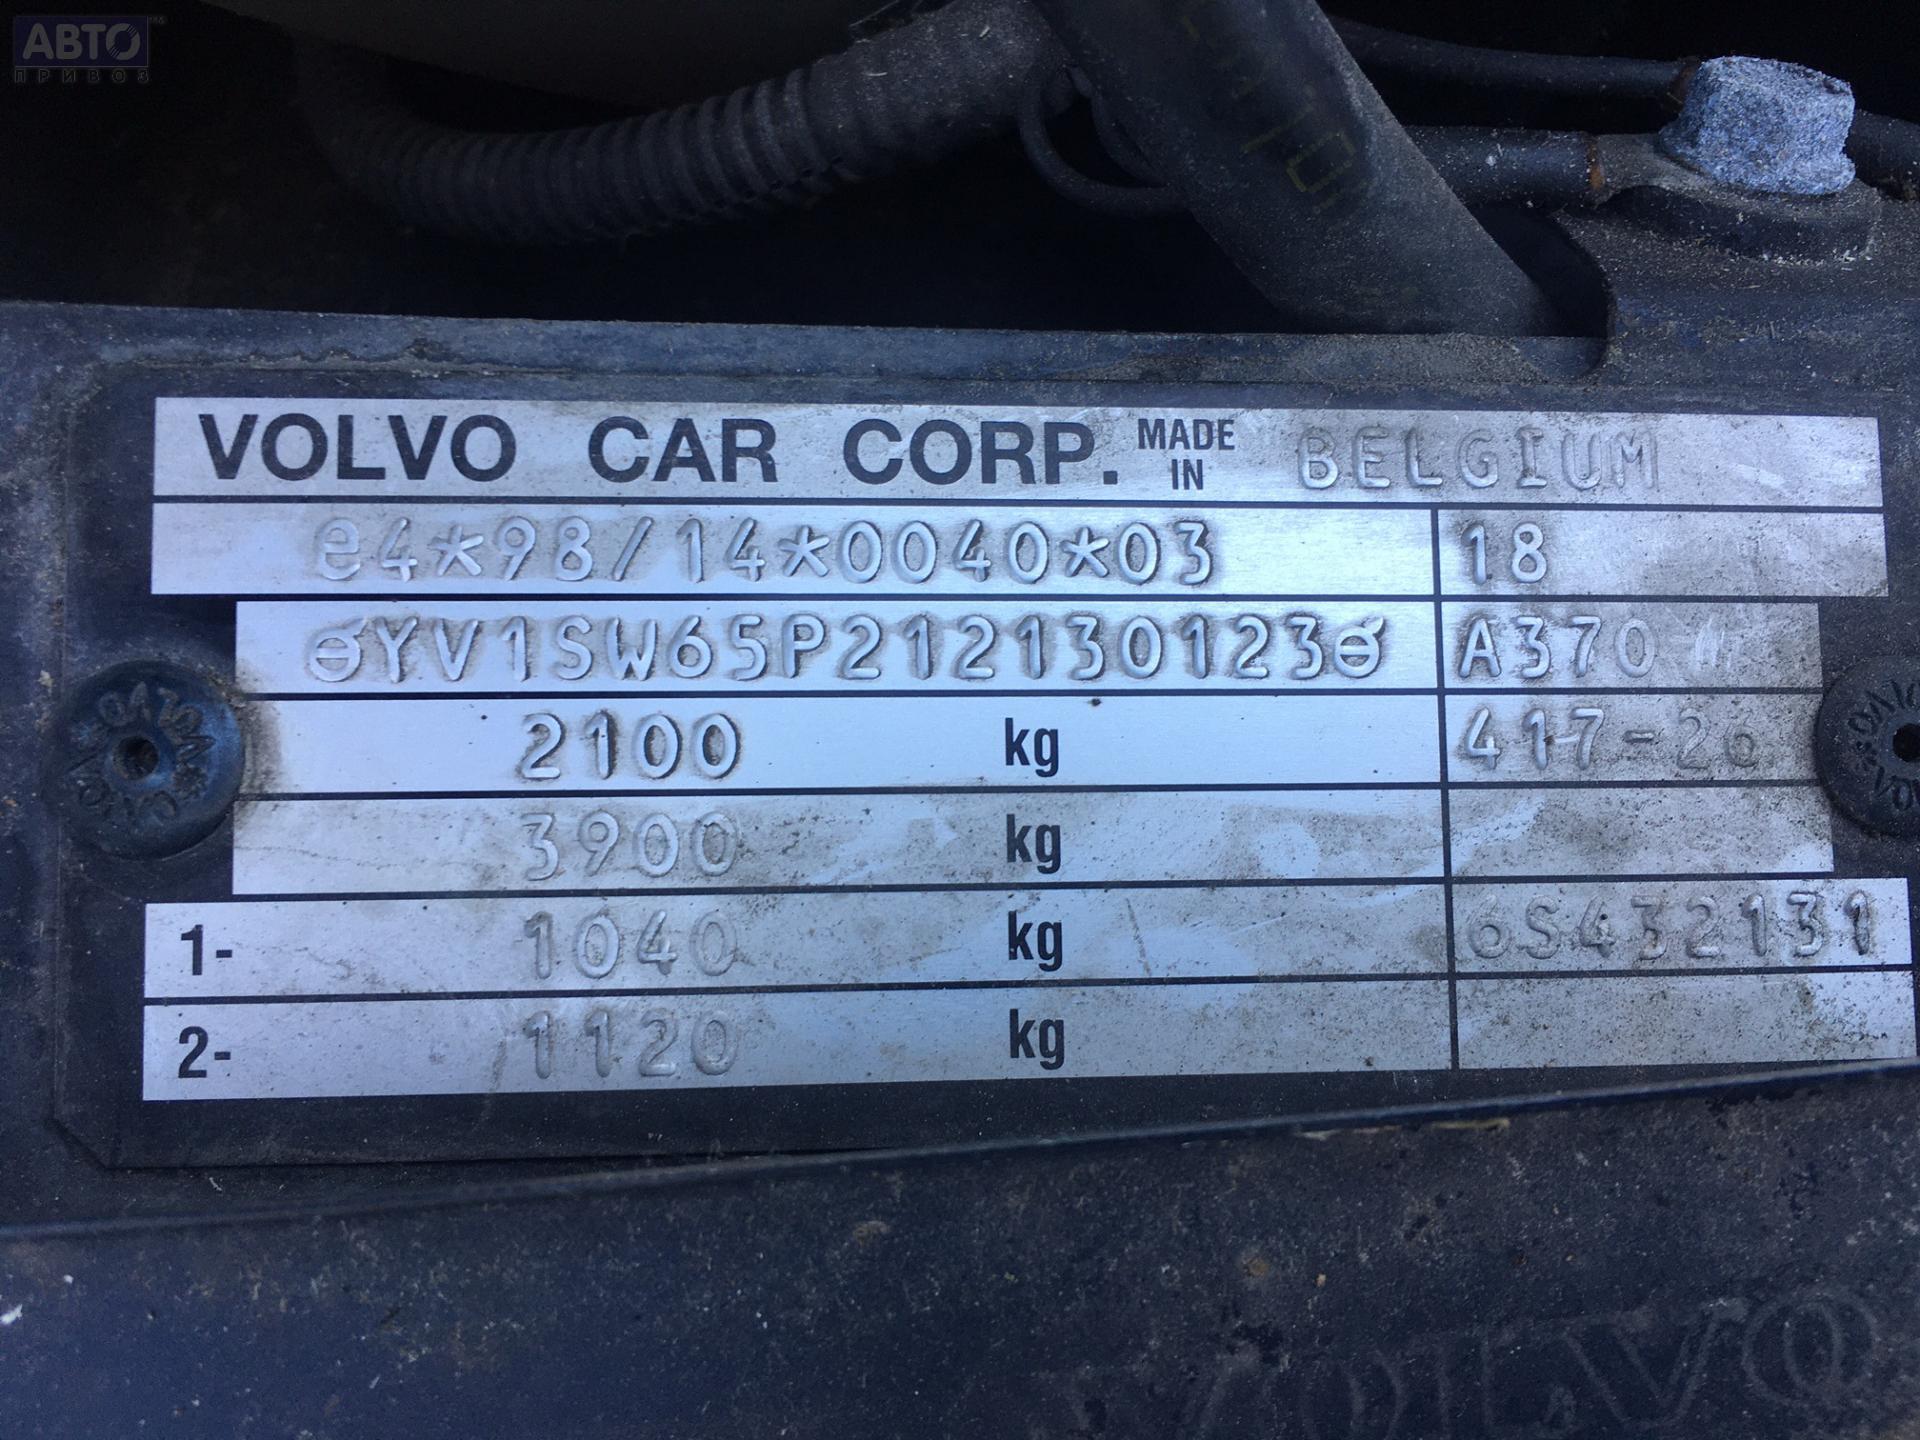 АВТО
ПРИВОЗ
VOLVO CAR CORP. MADE IN BELGIUM
e4*98/14*0040*03 18
YV1SW65P212130123 A370
2100 kg 417-26
3900 kg
1- 1040 kg 6S432131
2- 1120 kg
VOLVO